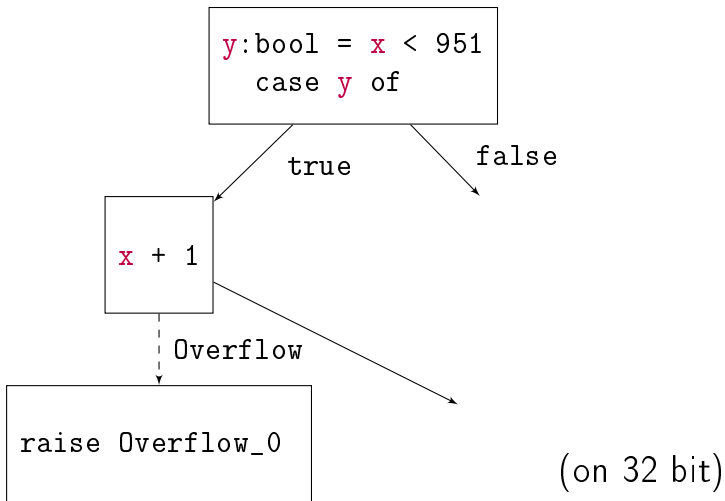 y:bool = x < 951
case y of
true
false
x + 1
Overflow
raise Overflow_0
(on 32 bit)